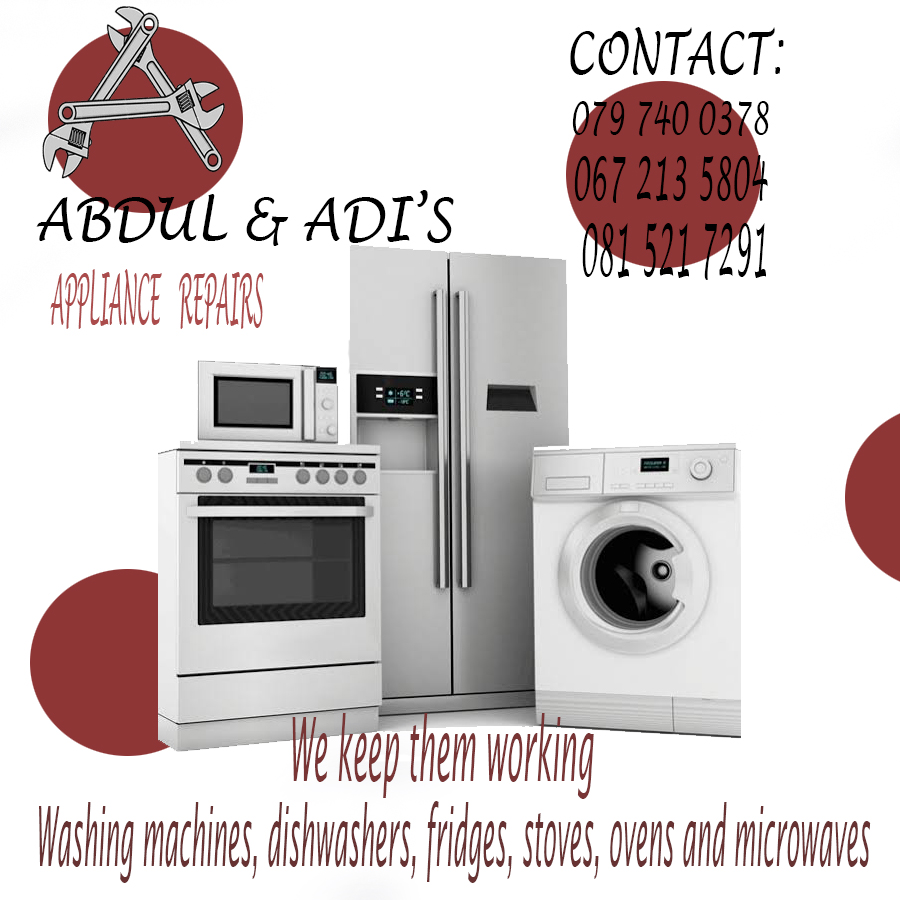 ABDUL & ADI'S
APPLIANCE REPAIRS
CONTACT:
079 740 0378
067 213 5804
081 521 7291
We keep them working
Washing machines, dishwashers, fridges, stoves, ovens and microwaves